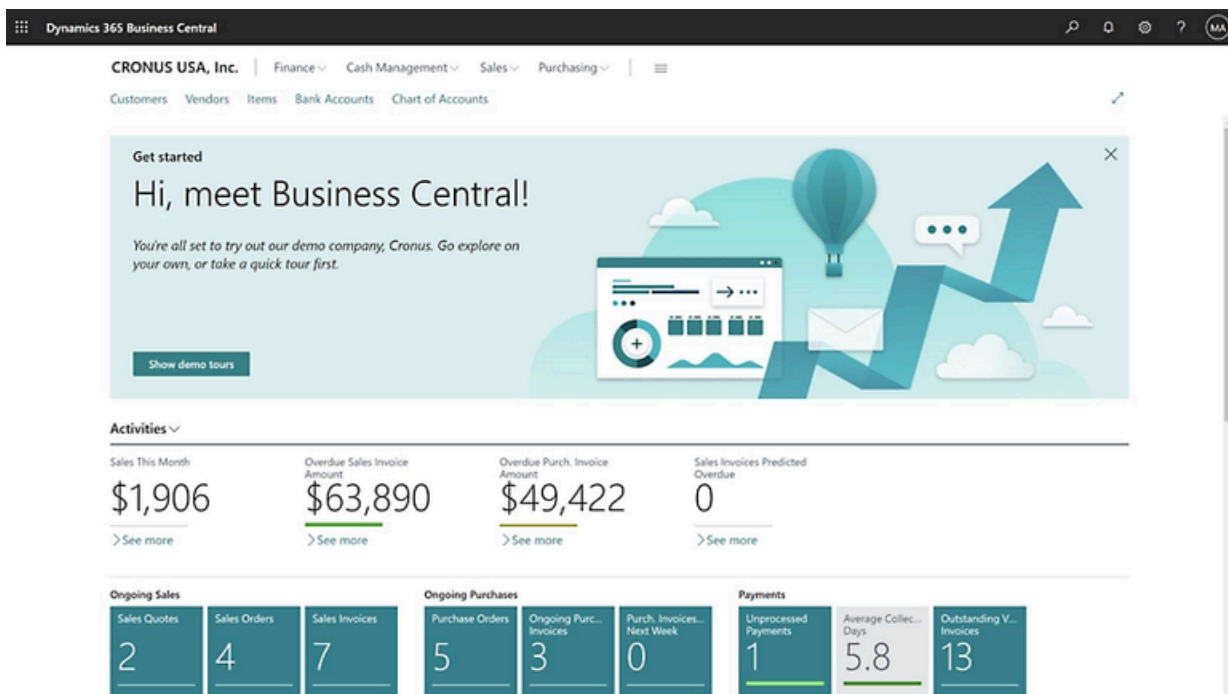 Dynamics 365 Business Central
?
MA
CRONUS USA, Inc.
Finance
Cash Management
Sales
Purchasing
Customers
Vendors
Items
Bank Accounts
Chart of Accounts
Get started
Hi, meet Business Central!
You're all set to try out our demo company, Cronus. Go explore on
your own, or take a quick tour first.
Show demo tours
Activities
Sales This Month
$1,906
>See more
Overdue Sales Invoice
Amount
$63,890
>See more
Overdue Purch. Invoice
Amount
$49,422
>See more
Sales Invoices Predicted
Overdue
0
>See more
Ongoing Sales
Sales Quotes
2
Sales Orders
4
Sales Invoices
7
Ongoing Purchases
Purchase Orders
5
Ongoing Purc...
Invoices
3
Purch. Invoices...
Next Week
0
Payments
Unprocessed
Payments
1
Average Collec...
Days
5.8
Outstanding V...
Invoices
13